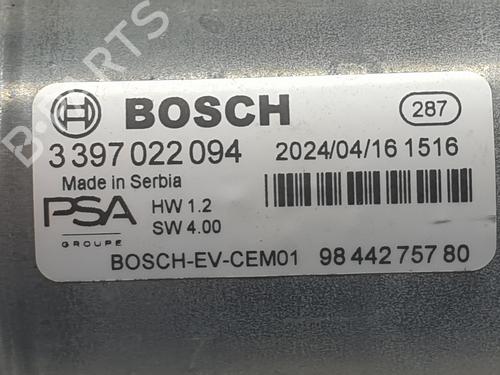 B-PARTS
BOSCH 287
3 397 022 094 2024/04/16 1516
Made in Serbia
PSA HW 1.2
GROUPE SW 4.00
BOSCH-EV-CEM01 98 442 757 80